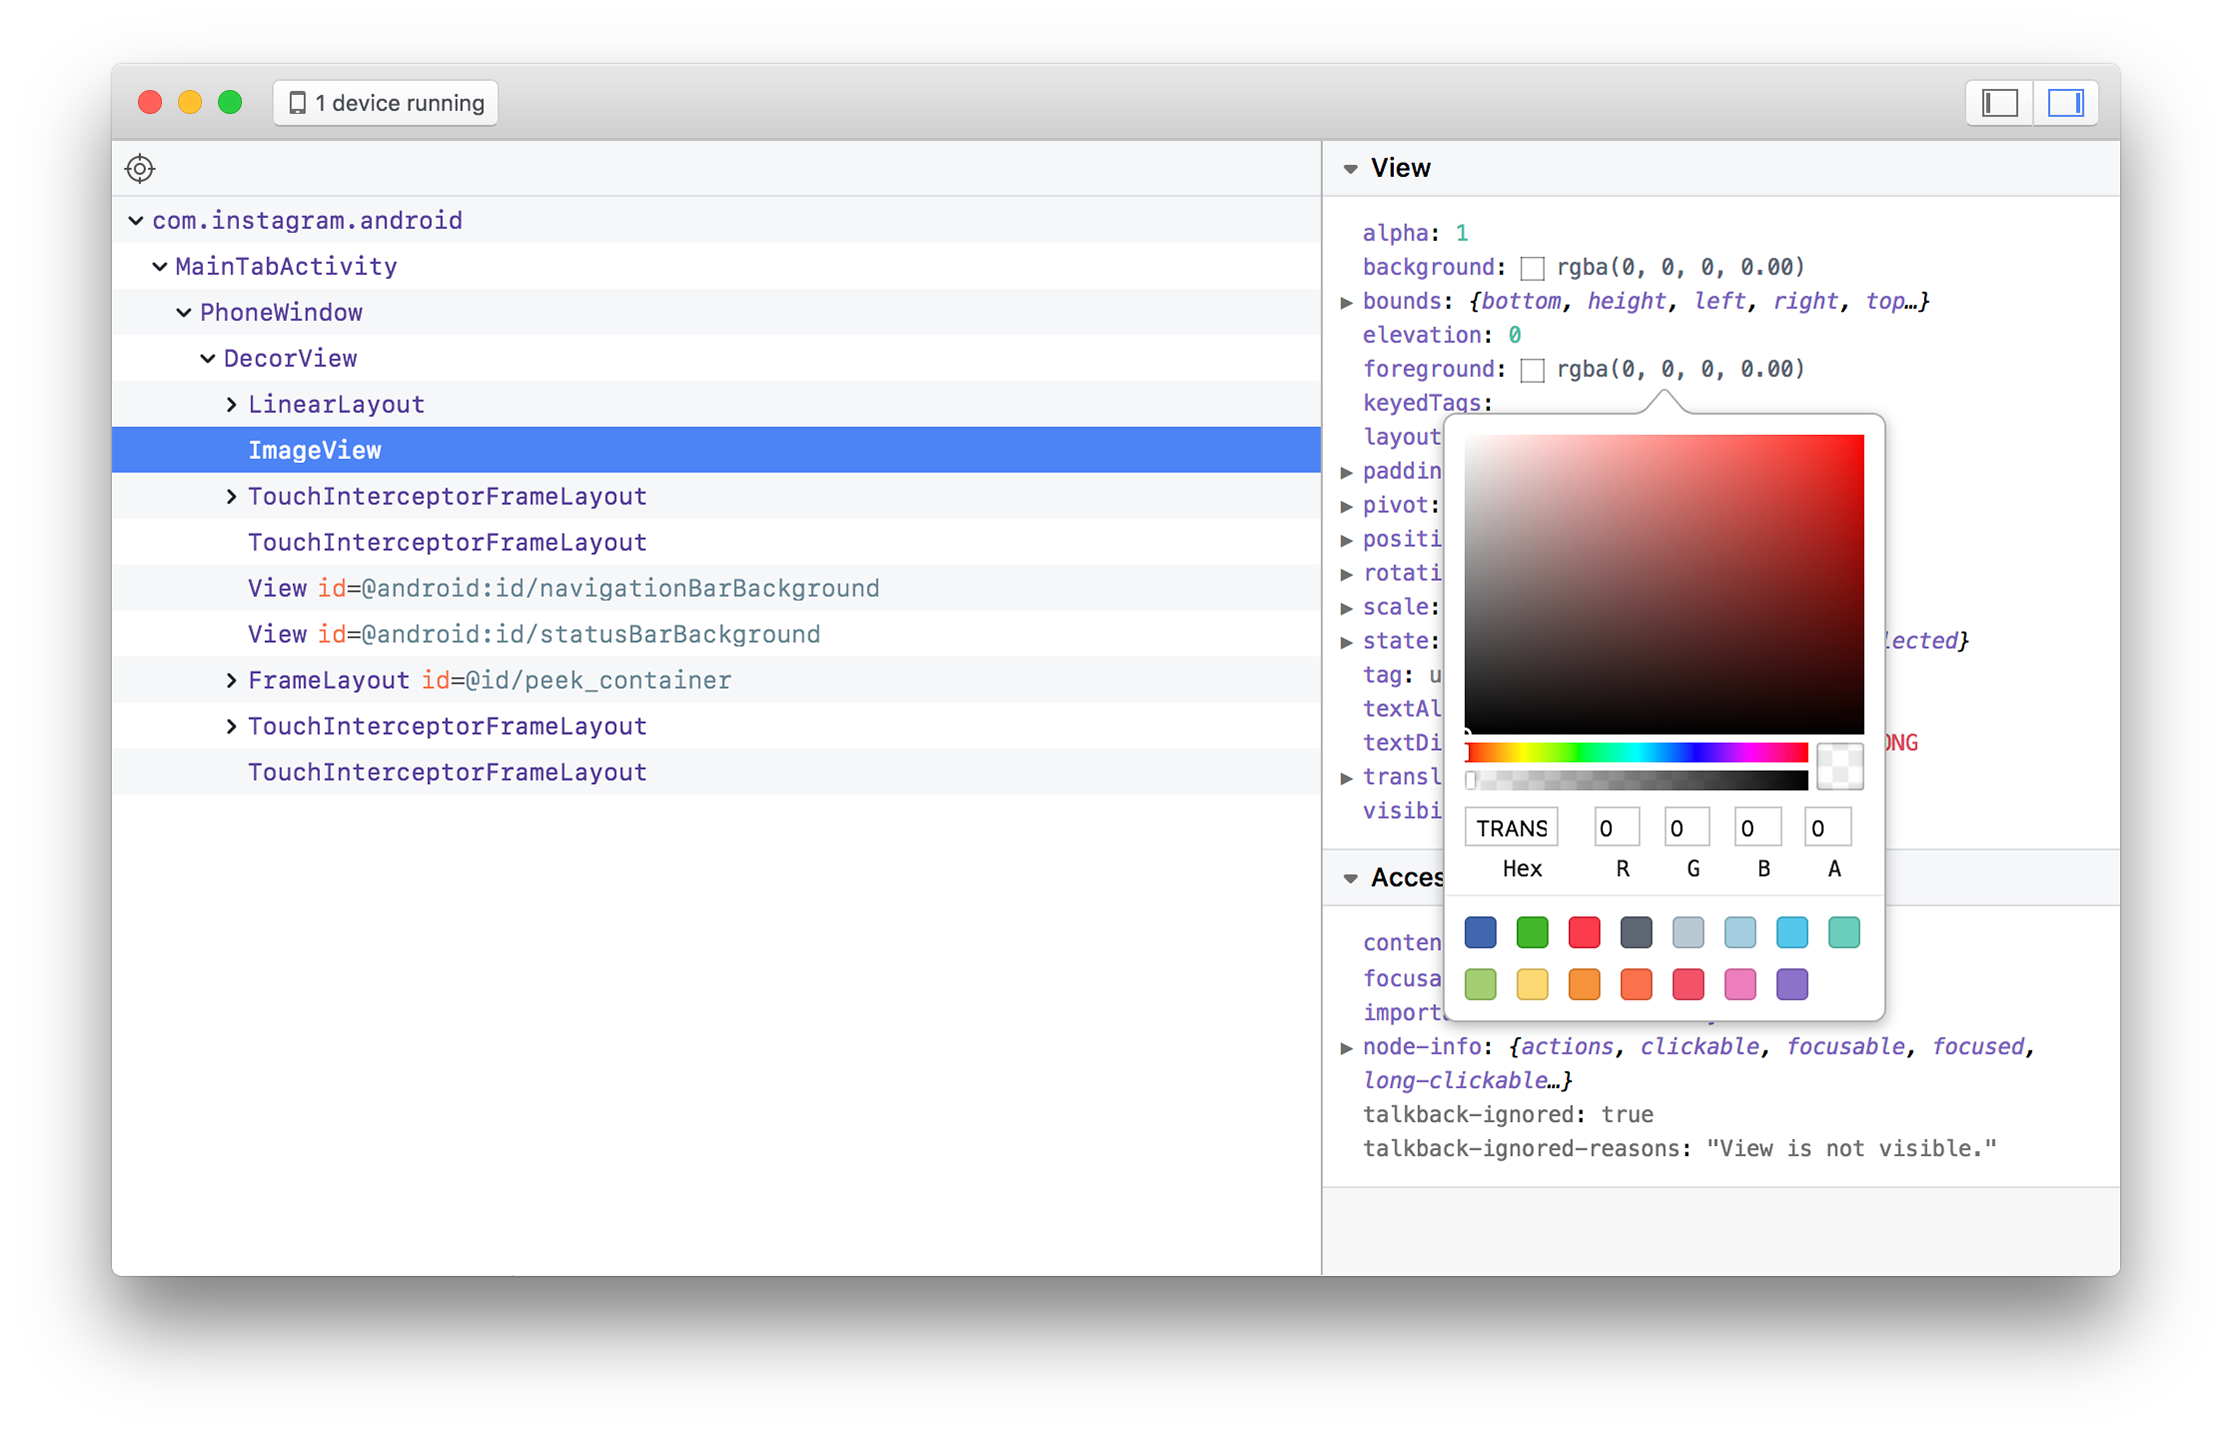 1 device running
com.instagram.android
MainTabActivity
PhoneWindow
DecorView
LinearLayout
ImageView
TouchInterceptorFrameLayout
TouchInterceptorFrameLayout
View id=@android:id/navigationBarBackground
View id=@android:id/statusBarBackground
FrameLayout id=@id/peek_container
TouchInterceptorFrameLayout
TouchInterceptorFrameLayout
View
alpha: 1
background: rgba(0, 0, 0, 0.00)
bounds: {bottom, height, left, right, top…}
elevation: 0
foreground: rgba(0, 0, 0, 0.00)
keyedTags:
layout
paddin
pivot:
positi
rotati
scale:
state: lected}
tag: u
textAl
textDi ONG
transl
visibi
TRANS 0 0 0 0
Hex R G B A
Acces
conten
focusa
import
node-info: {actions, clickable, focusable, focused,
long-clickable…}
talkback-ignored: true
talkback-ignored-reasons: "View is not visible."